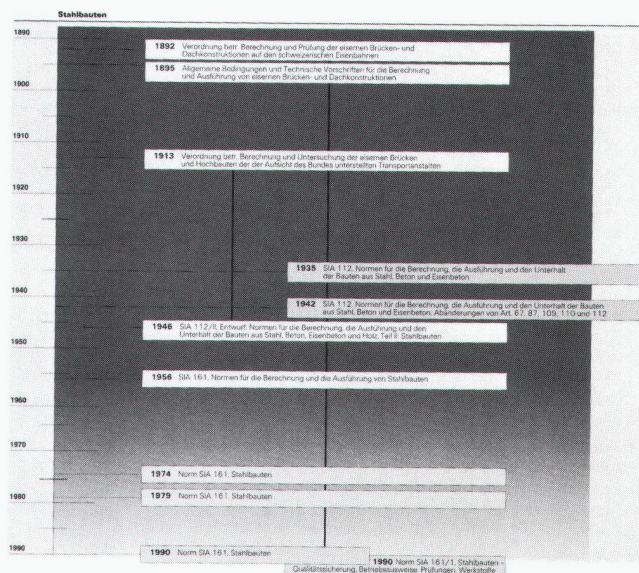 Stahlbauten
1890
1892 Verordnung betr. Berechnung und Prüfung der eisernen Brücken- und
Dachkonstruktionen auf den schweizerischen Eisenbahnen
1895 Allgemeine Bedingungen und Technische Vorschriften für die Berechnung
und Ausführung von eisernen Brücken- und Dachkonstruktionen
1900
1910
1913 Verordnung betr. Berechnung und Untersuchung der eisernen Brücken
und Hochbauten der der Aufsicht des Bundes unterstellten Transportanstalten
1920
1930
1935 SIA 112, Normen für die Berechnung, die Ausführung und den Unterhalt
der Bauten aus Stahl, Beton und Eisenbeton
1940
1942 SIA 112, Normen für die Berechnung, die Ausführung und den Unterhalt der Bauten
aus Stahl, Beton und Eisenbeton, Abänderungen von Art. 67, 87, 109, 110 und 112
1946 SIA 112/II, Entwurf: Normen für die Berechnung, die Ausführung und den
Unterhalt der Bauten aus Stahl, Beton, Eisenbeton und Holz, Teil II: Stahlbauten
1950
1956 SIA 161, Normen für die Berechnung und die Ausführung von Stahlbauten
1960
1970
1974 Norm SIA 161, Stahlbauten
1979 Norm SIA 161, Stahlbauten
1980
1990
1990 Norm SIA 161, Stahlbauten
1990 Norm SIA 161/1, Stahlbauten -
Qualitätssicherung, Betriebsausweise, Prüfungen, Werkstoffe